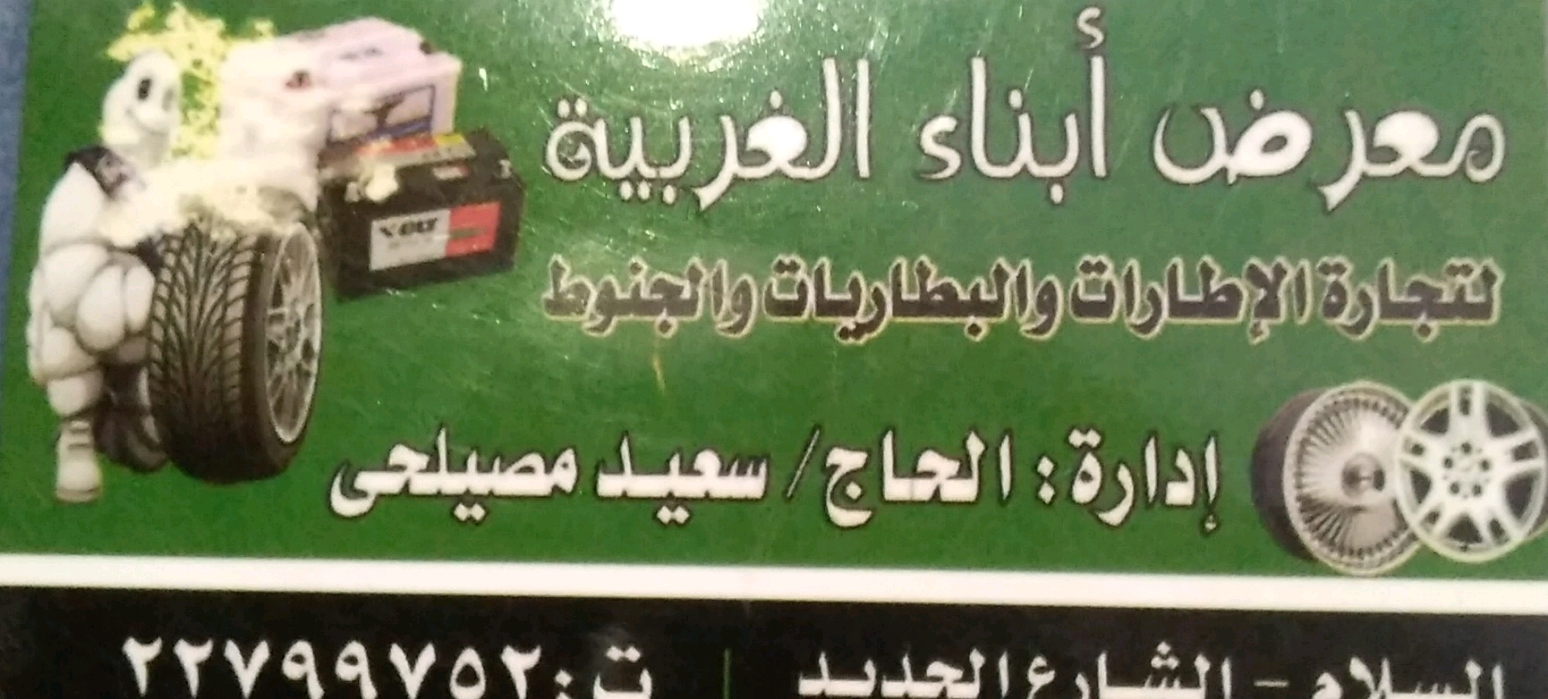 معرض أبناء الغربية
لتجارة الإطارات والبطاريات والجنوط
إدارة: الحاج/ سعيد مصيلحى
السلام - الشارع الجديد
ت: ٢٢٧٩٩٧٥٢